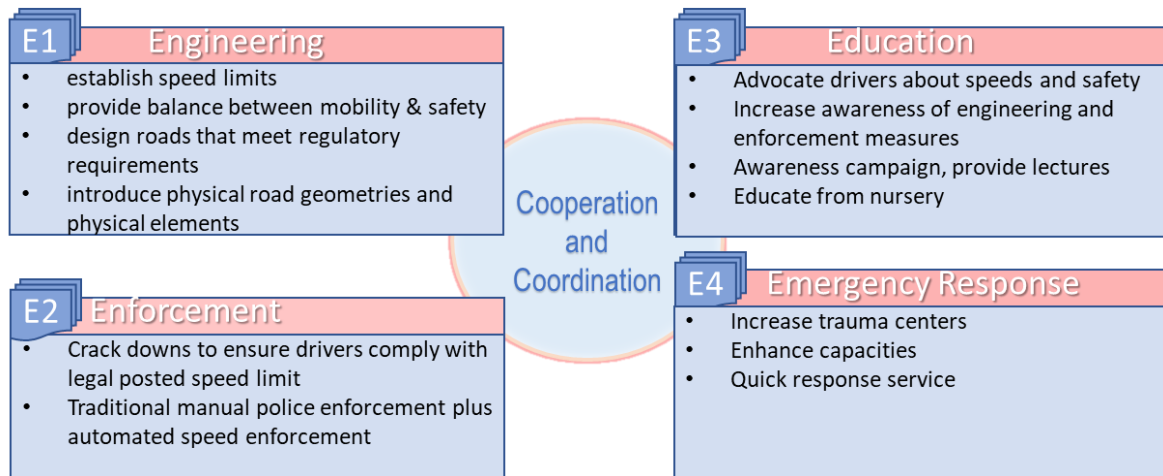 E1 Engineering
• establish speed limits
• provide balance between mobility & safety
• design roads that meet regulatory
requirements
• introduce physical road geometries and
physical elements
E2 Enforcement
• Crack downs to ensure drivers comply with
legal posted speed limit
• Traditional manual police enforcement plus
automated speed enforcement
Cooperation
and
Coordination
E3 Education
• Advocate drivers about speeds and safety
• Increase awareness of engineering and
enforcement measures
• Awareness campaign, provide lectures
• Educate from nursery
E4 Emergency Response
• Increase trauma centers
• Enhance capacities
• Quick response service